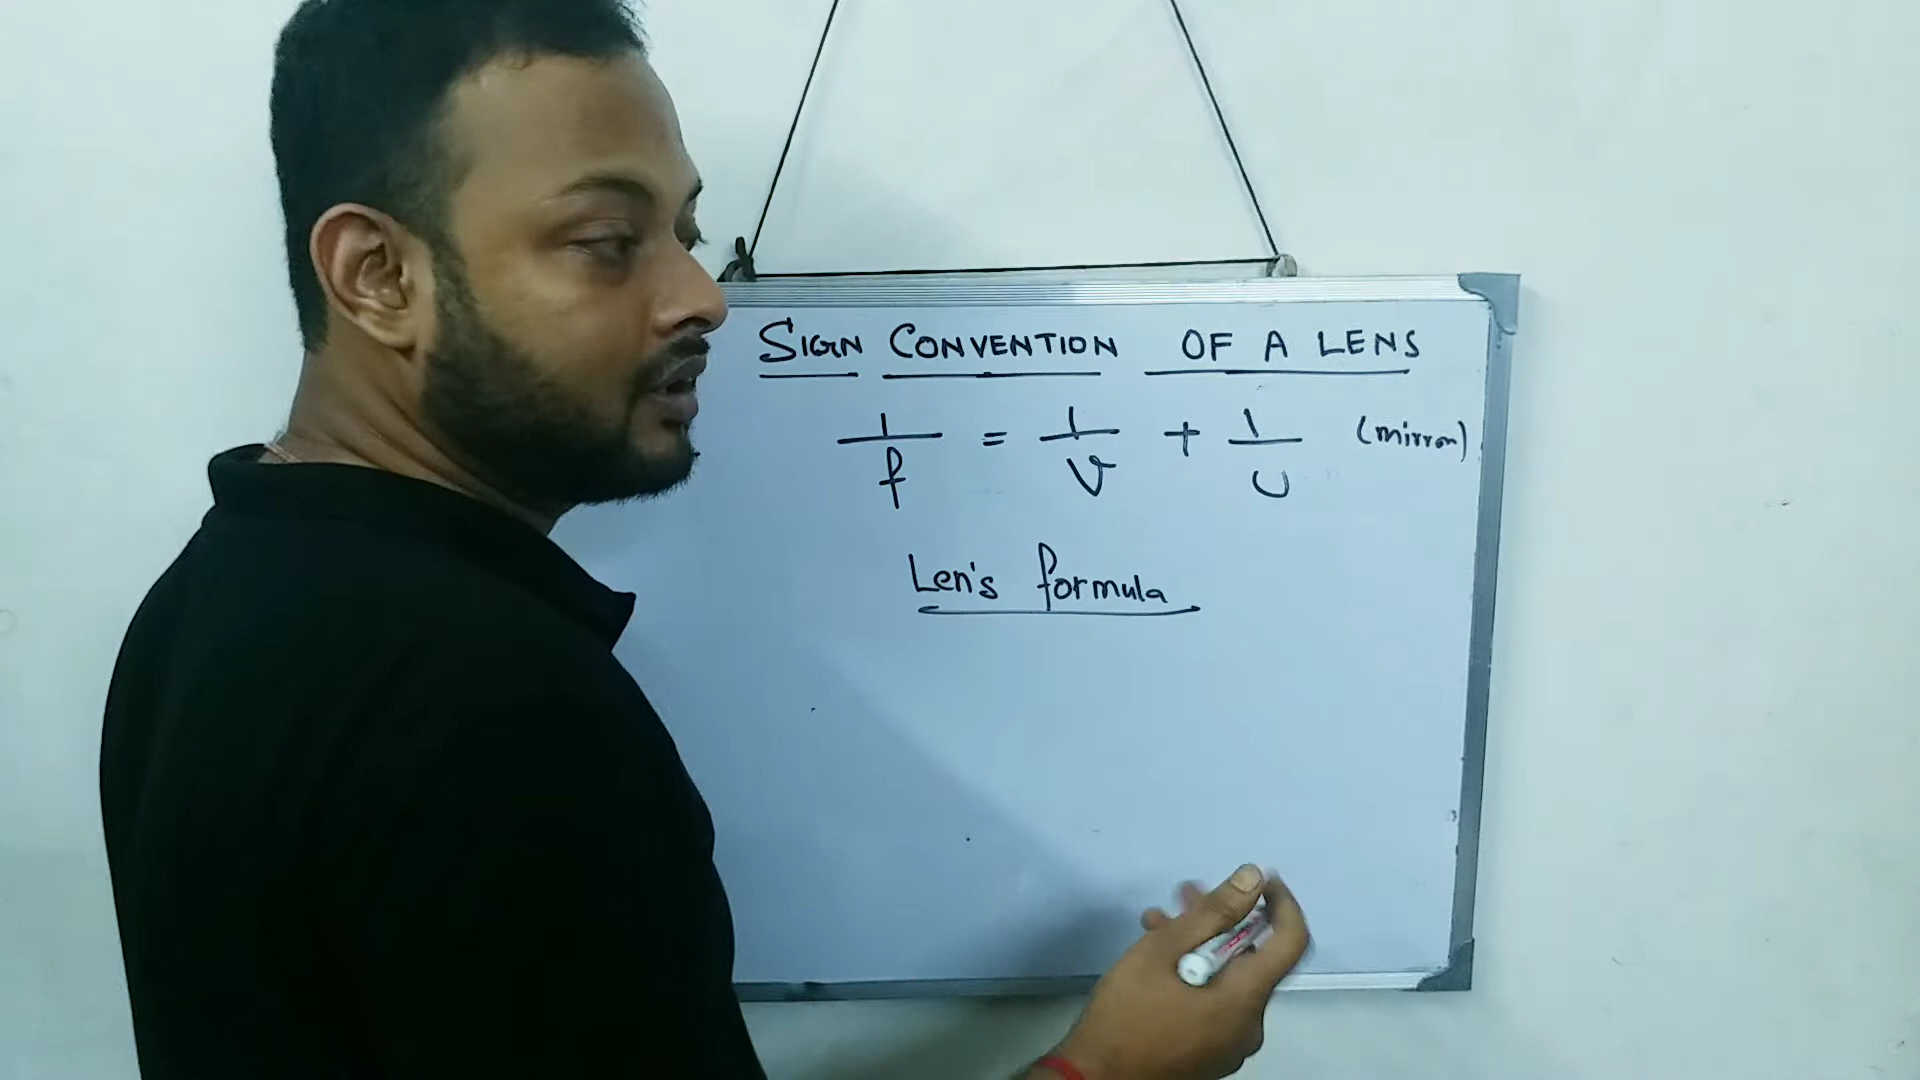 SIGN CONVENTION OF A LENS
1/f = 1/v + 1/u (mirror)
Len's formula